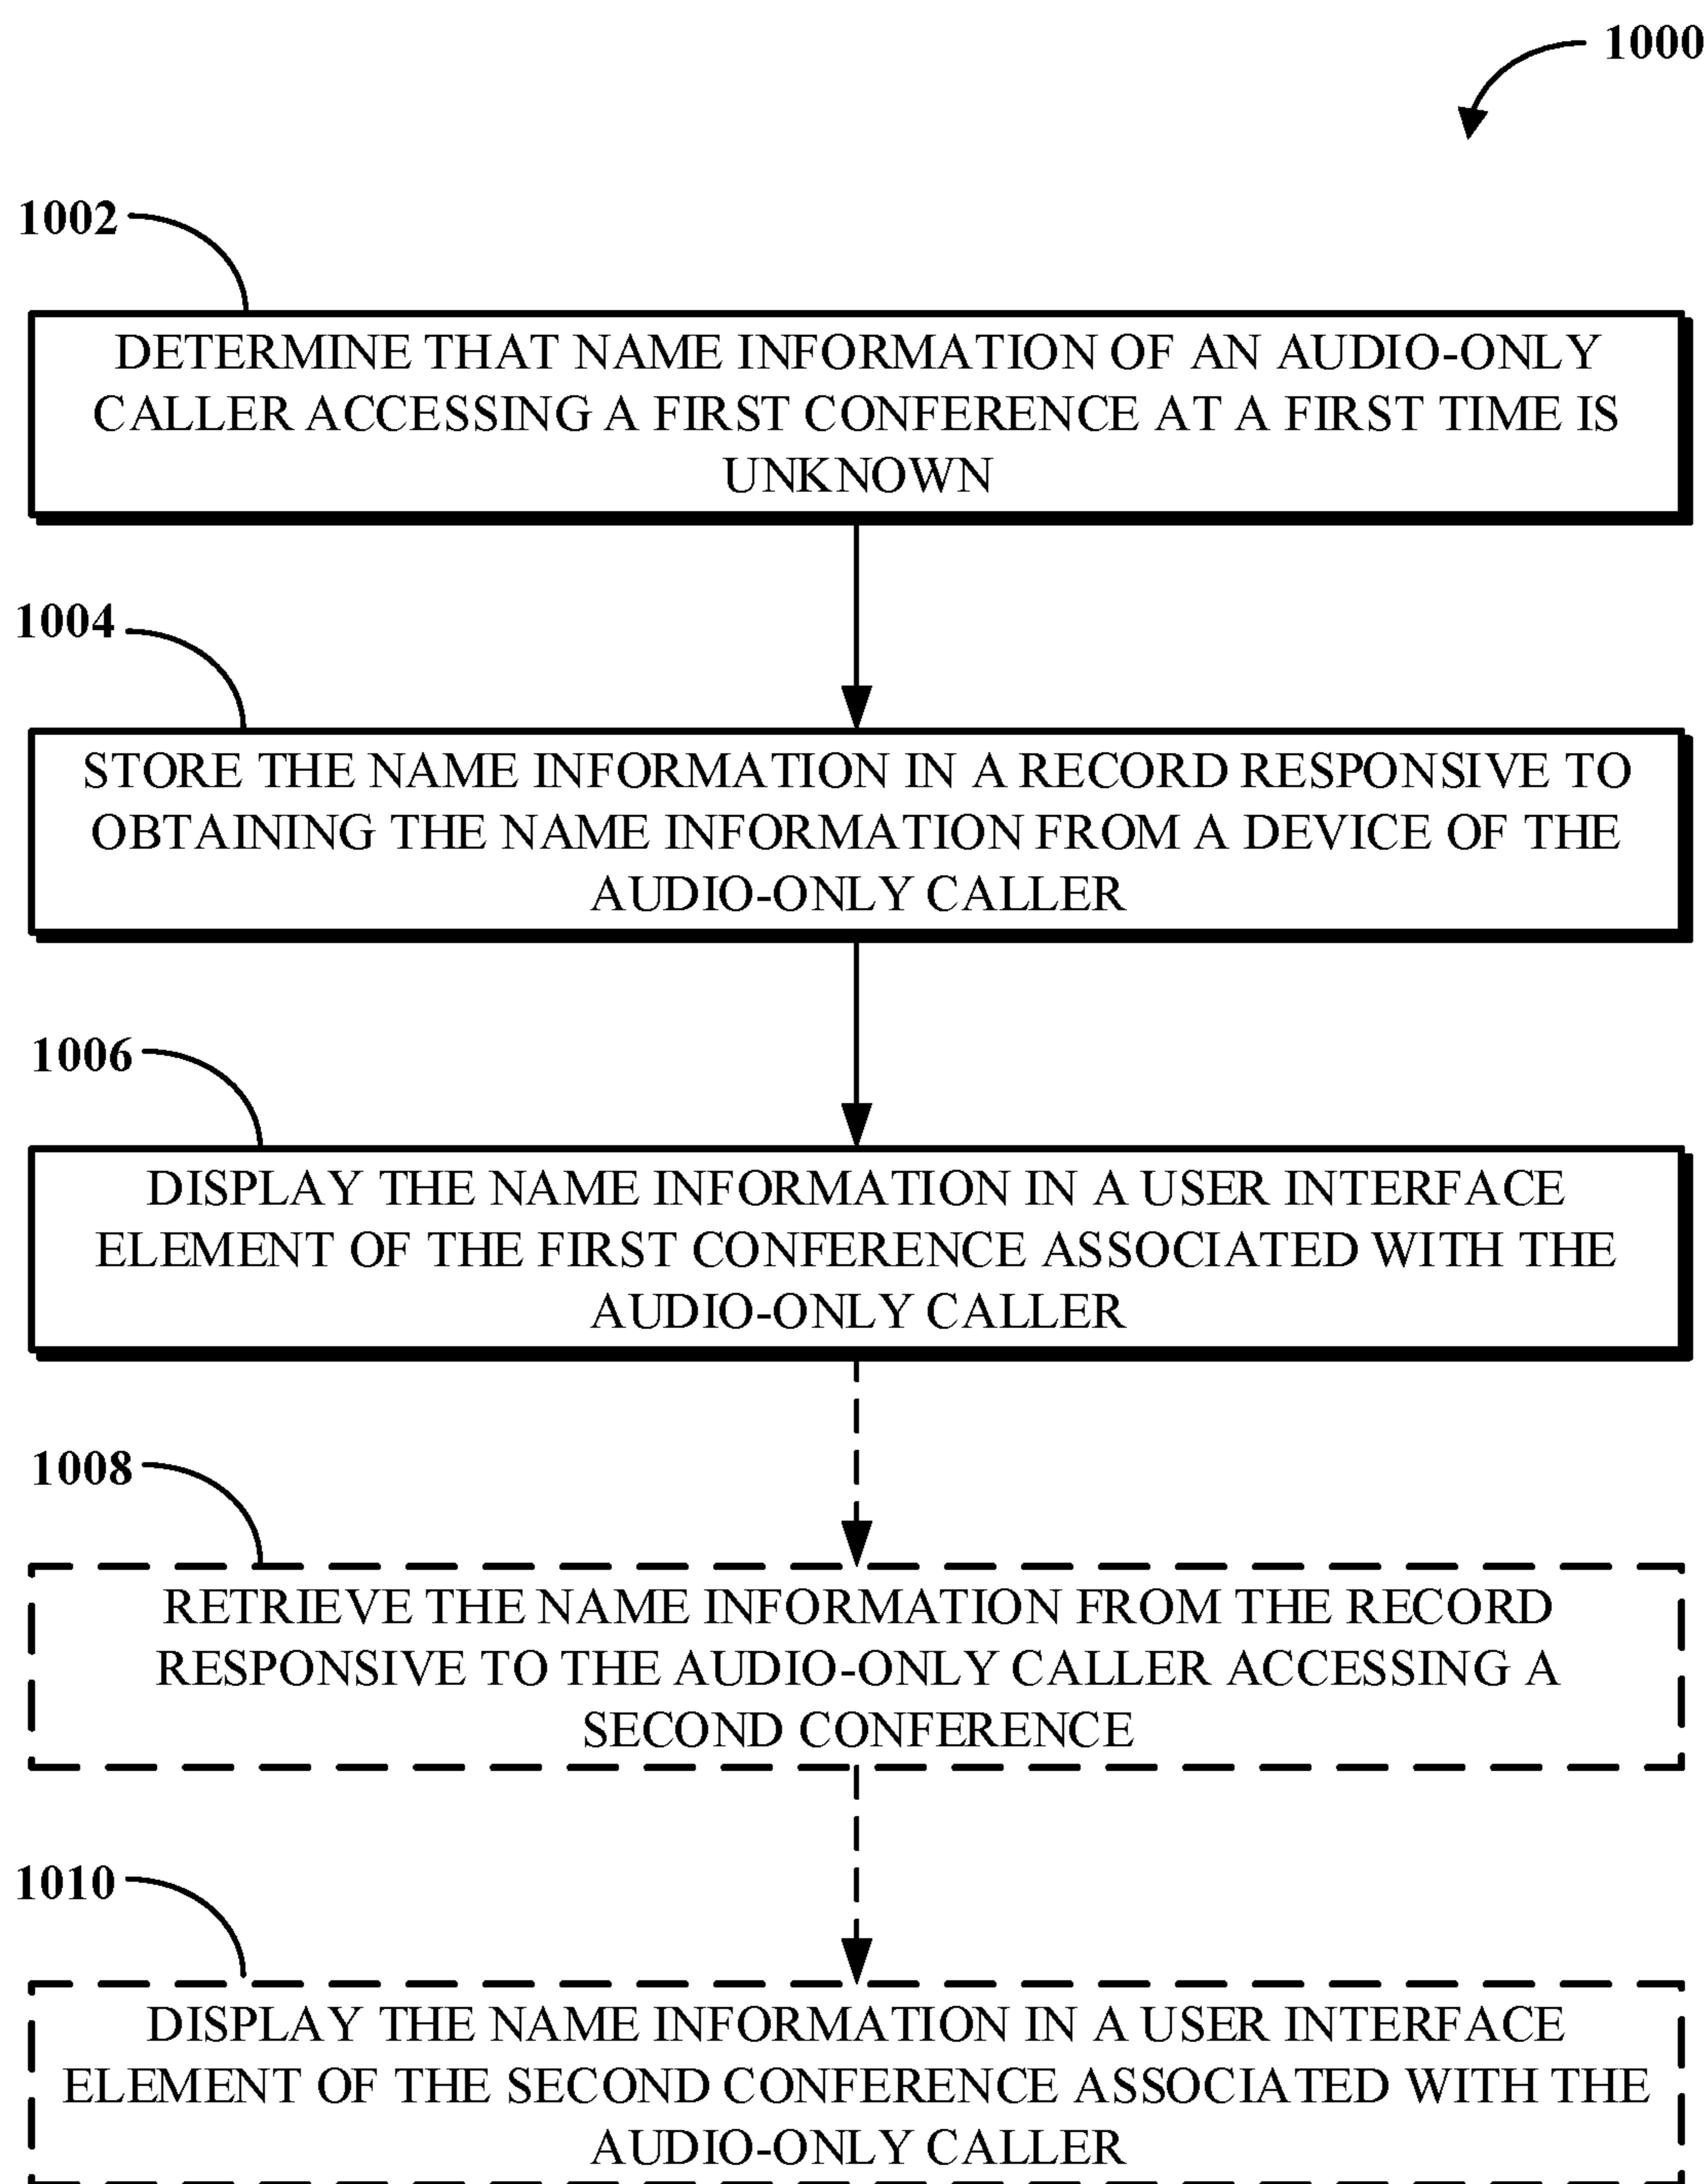 1000
1002
DETERMINE THAT NAME INFORMATION OF AN AUDIO-ONLY
CALLER ACCESSING A FIRST CONFERENCE AT A FIRST TIME IS
UNKNOWN
1004
STORE THE NAME INFORMATION IN A RECORD RESPONSIVE TO
OBTAINING THE NAME INFORMATION FROM A DEVICE OF THE
AUDIO-ONLY CALLER
1006
DISPLAY THE NAME INFORMATION IN A USER INTERFACE
ELEMENT OF THE FIRST CONFERENCE ASSOCIATED WITH THE
AUDIO-ONLY CALLER
1008
RETRIEVE THE NAME INFORMATION FROM THE RECORD
RESPONSIVE TO THE AUDIO-ONLY CALLER ACCESSING A
SECOND CONFERENCE
1010
DISPLAY THE NAME INFORMATION IN A USER INTERFACE
ELEMENT OF THE SECOND CONFERENCE ASSOCIATED WITH THE
AUDIO-ONLY CALLER